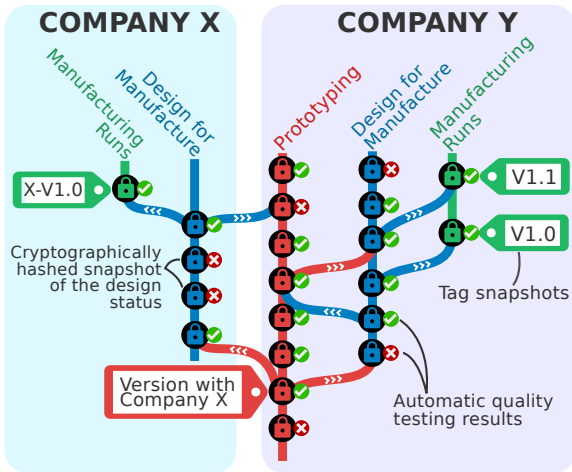 COMPANY X
COMPANY Y
Manufacturing
Runs
Design for
Manufacture
Prototyping
Design for
Manufacture
Manufacturing
Runs
X-V1.0
V1.1
V1.0
Cryptographically
hashed snapshot
of the design
status
Tag snapshots
Version with
Company X
Automatic quality
testing results